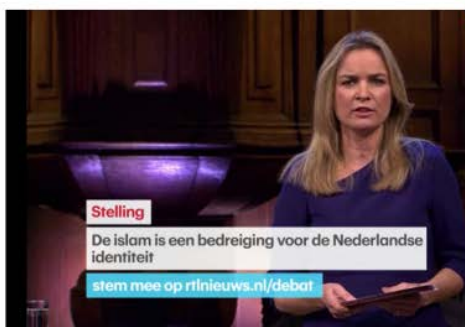 Stelling
De islam is een bedreiging voor de Nederlandse
identiteit
stem mee op rtlnieuws.nl/debat